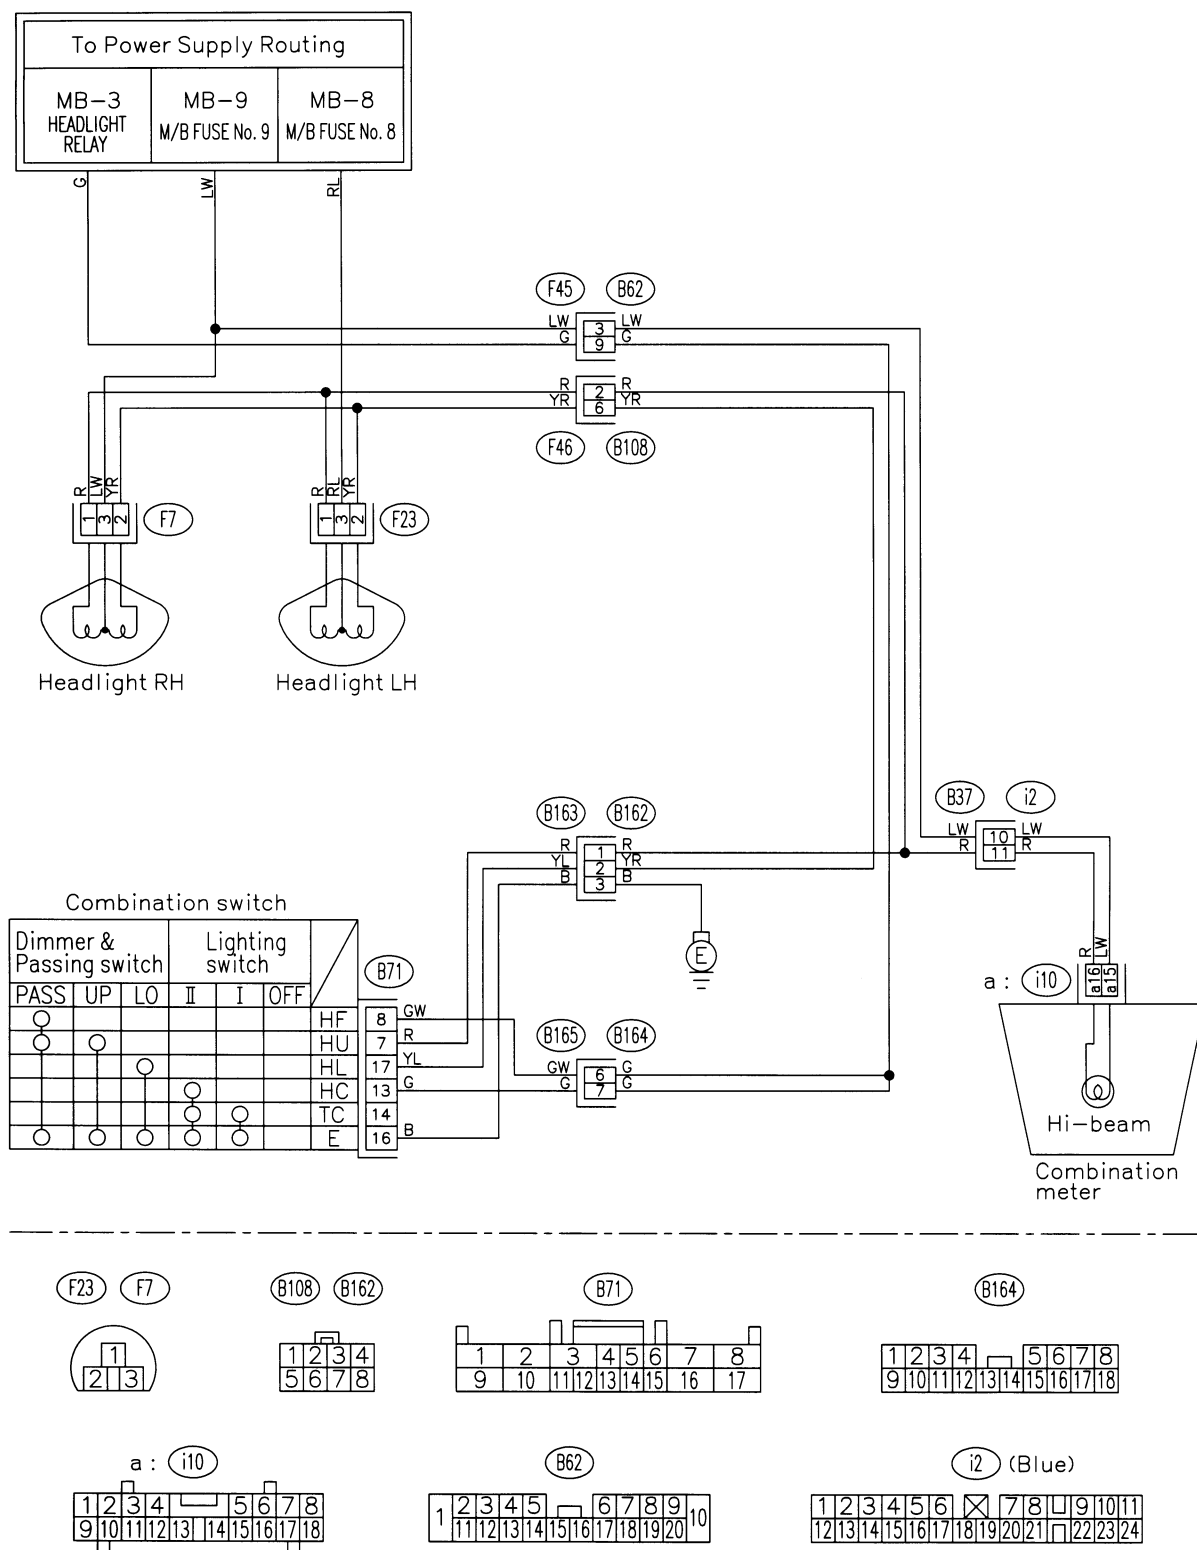 To Power Supply Routing
MB-3 MB-9 MB-8
HEADLIGHT RELAY M/B FUSE No. 9 M/B FUSE No. 8
G LW RL
F45 B62
LW 3 LW
G 9 G
R 2 R
YR 6 YR
F46 B108
R LW YR R RL YR
1 3 2 F7 1 3 2 F23
Headlight RH Headlight LH
B163 B162 B37 i2
LW 10 LW
R 11 R
R 1 R
YL 2 YR
B 3 B
E
R LW
a : i10 a16 a15
Combination switch
Dimmer & Passing switch Lighting switch
B71
PASS UP LO II I OFF
HF 8 GW
HU 7 R
HL 17 YL
HC 13 G
TC 14
E 16 B
B165 B164
GW 6 G
G 7 G
Hi-beam
Combination
meter
F23 F7 B108 B162 B71 B164
1
2 3
1 2 3 4
5 6 7 8
1 2 3 4 5 6 7 8
9 10 11 12 13 14 15 16 17
1 2 3 4 5 6 7 8
9 10 11 12 13 14 15 16 17 18
a : i10 B62 i2 (Blue)
1 2 3 4 5 6 7 8
9 10 11 12 13 14 15 16 17 18
1 2 3 4 5 6 7 8 9 10
11 12 13 14 15 16 17 18 19 20
1 2 3 4 5 6 7 8 9 10 11
12 13 14 15 16 17 18 19 20 21 22 23 24